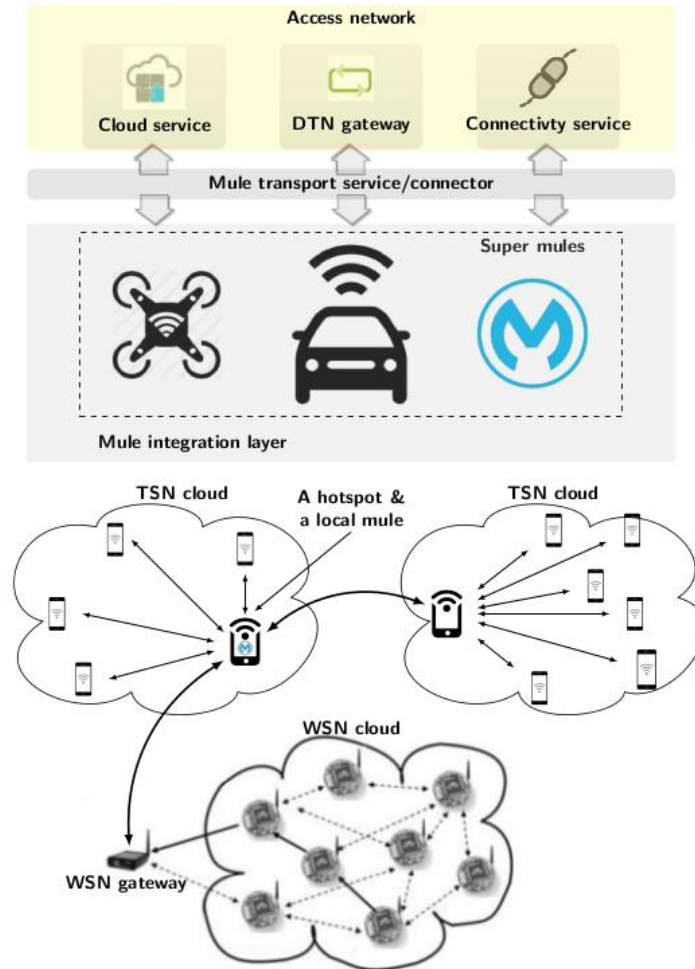 Access network
Cloud service
DTN gateway
Connectivty service
Mule transport service/connector
Super mules
Mule integration layer
TSN cloud
A hotspot &
a local mule
TSN cloud
WSN cloud
WSN gateway